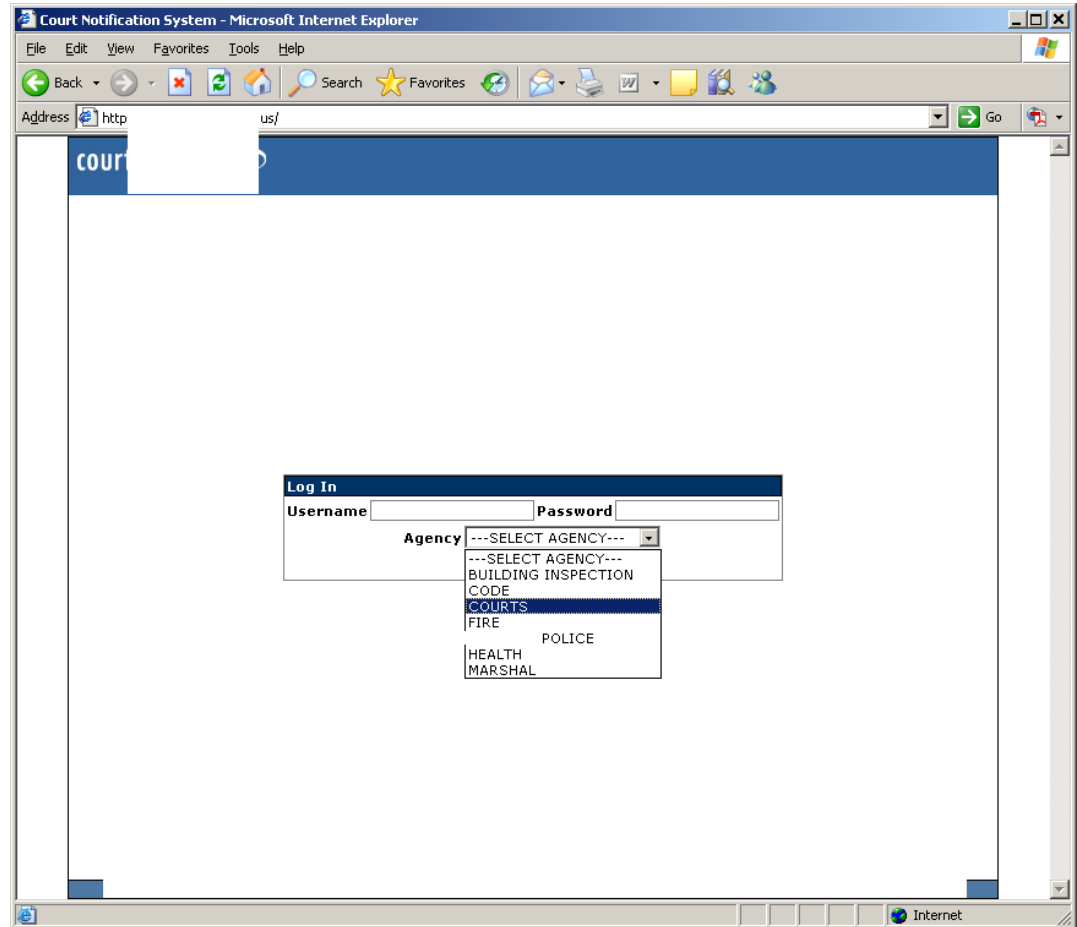 Court Notification System - Microsoft Internet Explorer
File Edit View Favorites Tools Help
Back Search Favorites
Address http us/ Go
court
Log In
Username Password
Agency ---SELECT AGENCY---
---SELECT AGENCY---
BUILDING INSPECTION
CODE
COURTS
FIRE
POLICE
HEALTH
MARSHAL
Internet